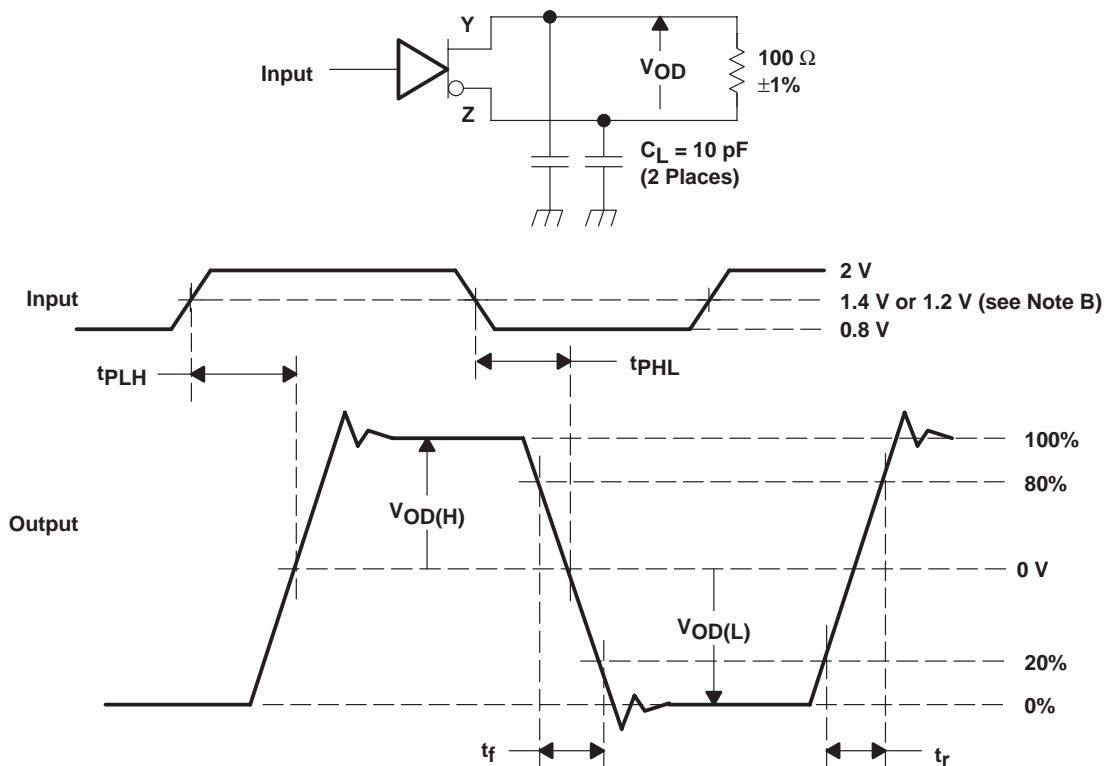 Y
Input
Z
VOD
100 Ω
±1%
CL = 10 pF
(2 Places)
Input
2 V
1.4 V or 1.2 V (see Note B)
0.8 V
tPLH
tPHL
Output
VOD(H)
VOD(L)
100%
80%
0 V
20%
0%
tf
tr